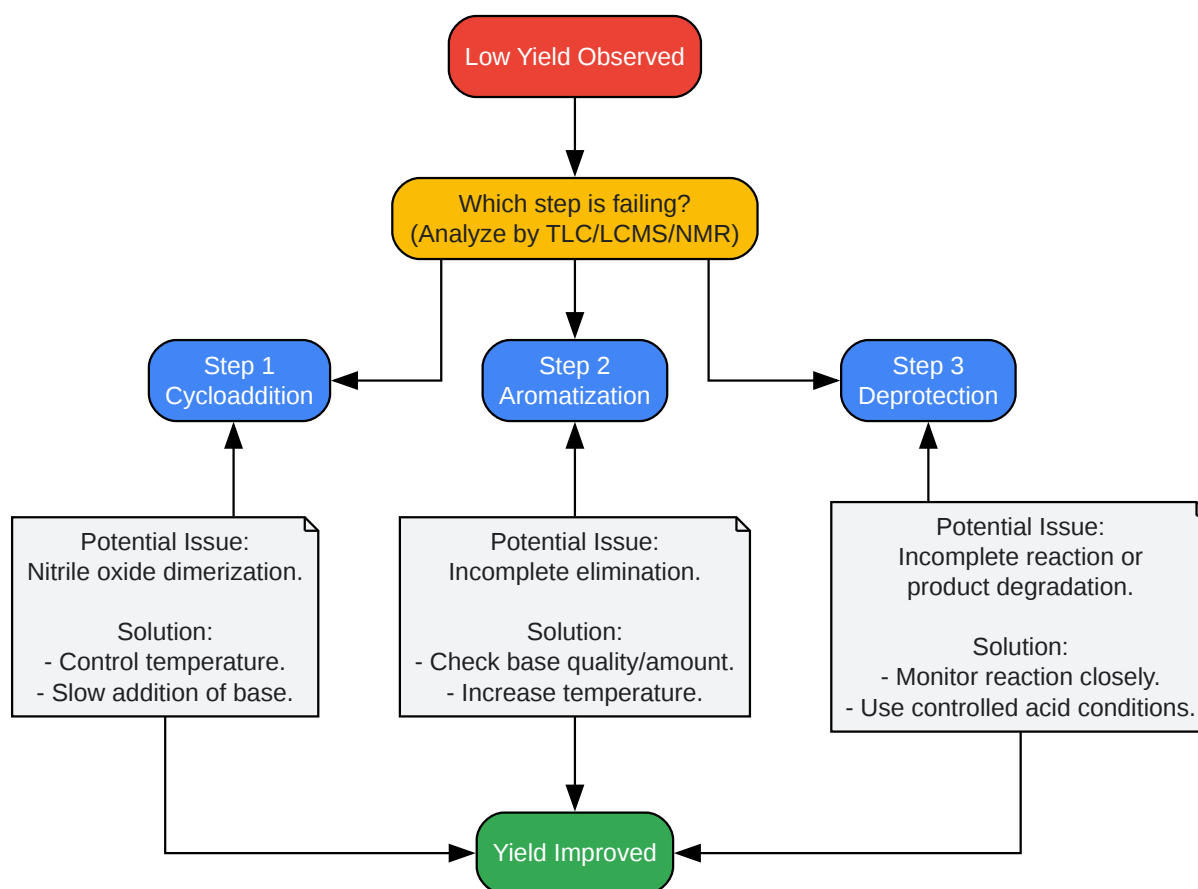 Low Yield Observed
Which step is failing?
(Analyze by TLC/LCMS/NMR)
Step 1
Cycloaddition
Step 2
Aromatization
Step 3
Deprotection
Potential Issue:
Nitrile oxide dimerization.
Solution:
- Control temperature.
- Slow addition of base.
Potential Issue:
Incomplete elimination.
Solution:
- Check base quality/amount.
- Increase temperature.
Potential Issue:
Incomplete reaction or
product degradation.
Solution:
- Monitor reaction closely.
- Use controlled acid conditions.
Yield Improved